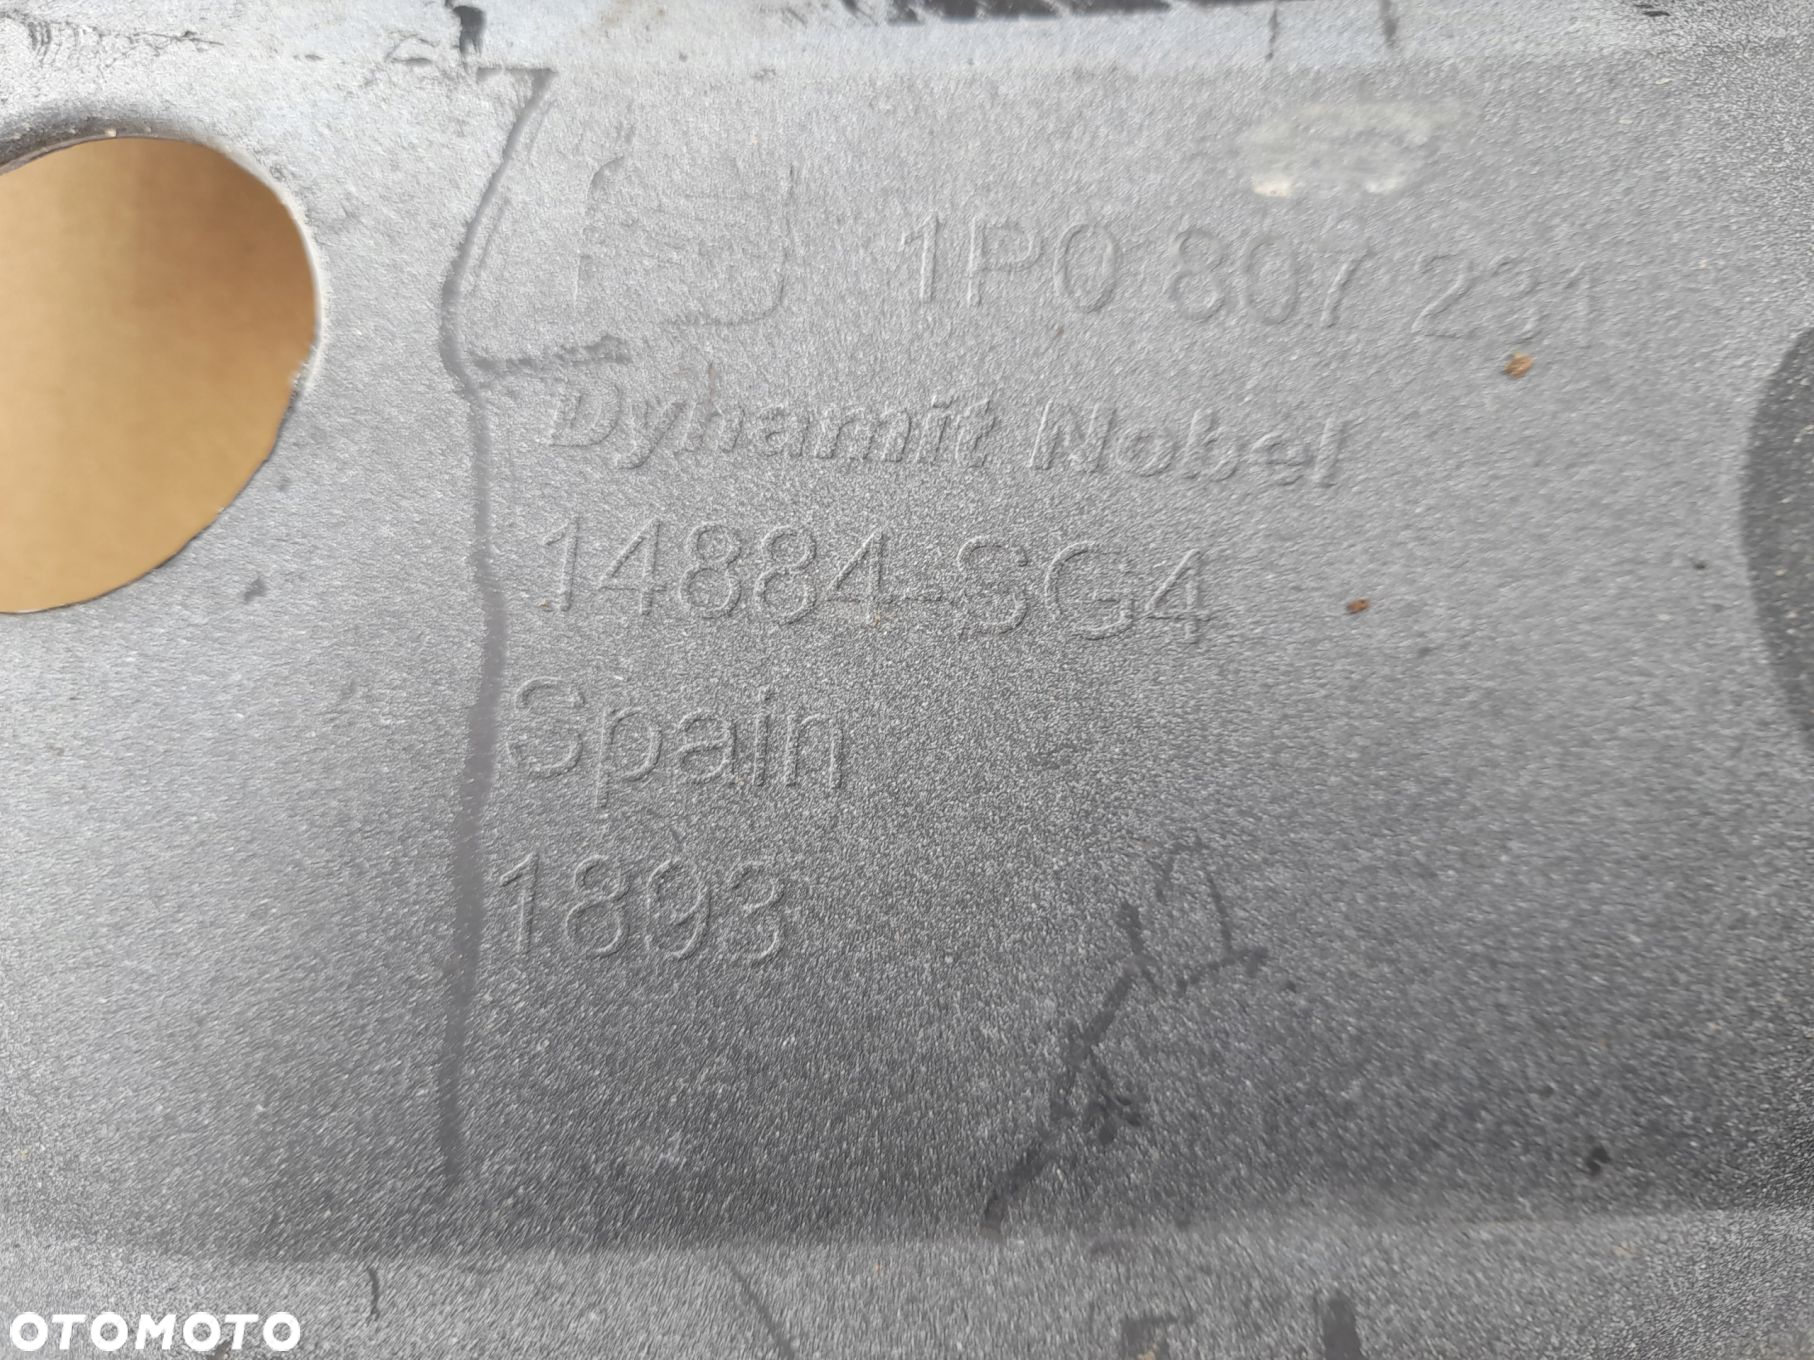 1P0 807 231
Dynamit Nobel
14884-SG4
Spain
1893
OTOMOTO